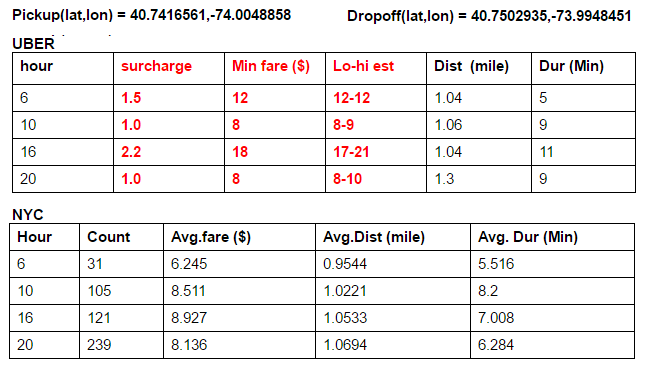 Pickup(lat,lon) = 40.7416561,-74.0048858 Dropoff(lat,lon) = 40.7502935,-73.9948451
UBER
hour surcharge Min fare ($) Lo-hi est Dist (mile) Dur (Min)
6 1.5 12 12-12 1.04 5
10 1.0 8 8-9 1.06 9
16 2.2 18 17-21 1.04 11
20 1.0 8 8-10 1.3 9
NYC
Hour Count Avg.fare ($) Avg.Dist (mile) Avg. Dur (Min)
6 31 6.245 0.9544 5.516
10 105 8.511 1.0221 8.2
16 121 8.927 1.0533 7.008
20 239 8.136 1.0694 6.284